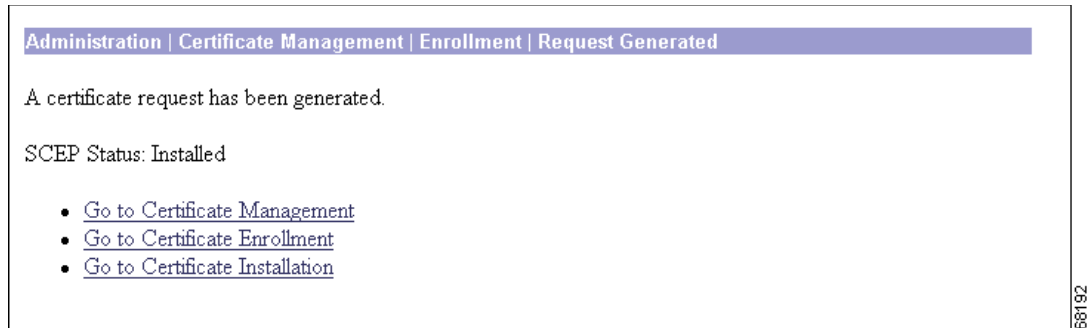 Administration | Certificate Management | Enrollment | Request Generated
A certificate request has been generated.
SCEP Status: Installed
• Go to Certificate Management
• Go to Certificate Enrollment
• Go to Certificate Installation
68192